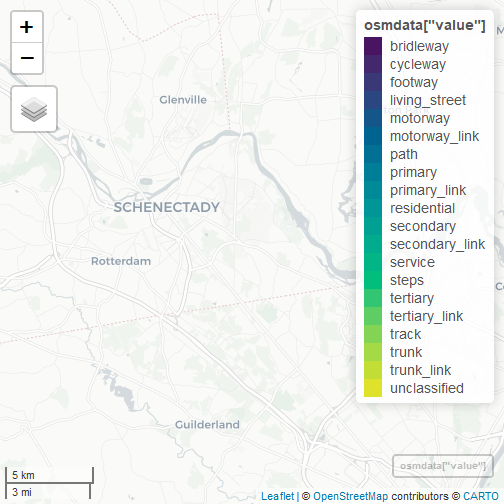 +
−
Glenville
SCHENECTADY
Rotterdam
Guilderland
osmdata["value"]
bridleway
cycleway
footway
living_street
motorway
motorway_link
path
primary
primary_link
residential
secondary
secondary_link
service
steps
tertiary
tertiary_link
track
trunk
trunk_link
unclassified
osmdata["value"]
5 km
3 mi
Leaflet | © OpenStreetMap contributors © CARTO